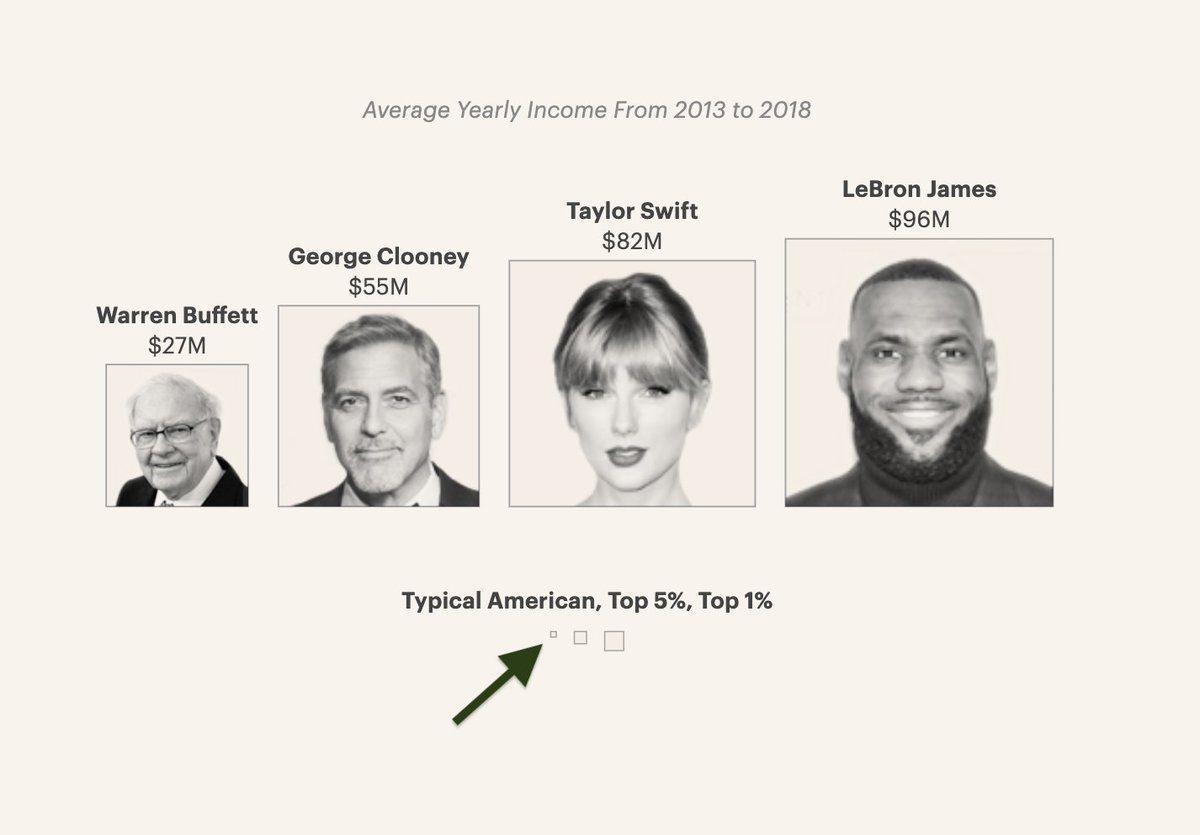 Average Yearly Income From 2013 to 2018
Warren Buffett
$27M
George Clooney
$55M
Taylor Swift
$82M
LeBron James
$96M
Typical American, Top 5%, Top 1%